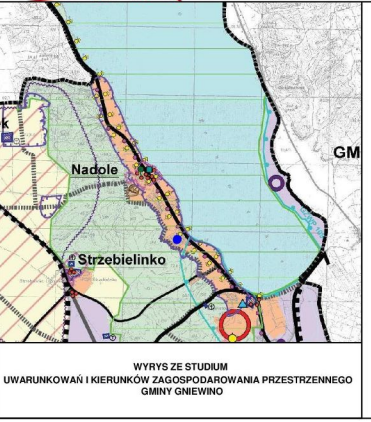 k
GM
Nadole
Strzebielinko
WYRYS ZE STUDIUM
UWARUNKOWAŃ I KIERUNKÓW ZAGOSPODAROWANIA PRZESTRZENNEGO
GMINY GNIEWINO